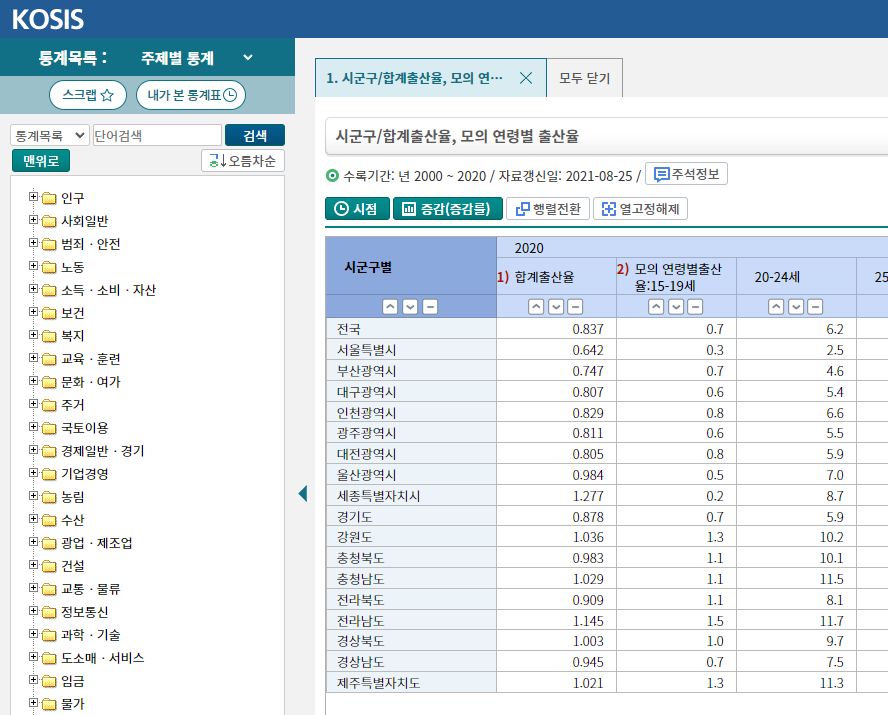 KOSIS
통계목록 : 주제별 통계
스크랩 내가 본 통계표
통계목록 단어검색 검색
맨위로 오름차순
인구
사회일반
범죄 · 안전
노동
소득 · 소비 · 자산
보건
복지
교육 · 훈련
문화 · 여가
주거
국토이용
경제일반 · 경기
기업경영
농림
수산
광업 · 제조업
건설
교통 · 물류
정보통신
과학 · 기술
도소매 · 서비스
임금
물가
1. 시군구/합계출산율, 모의 연… 모두 닫기
시군구/합계출산율, 모의 연령별 출산율
수록기간: 년 2000 ~ 2020 / 자료갱신일: 2021-08-25 / 주석정보
시점 증감(증감률) 행렬전환 열고정해제
시군구별 2020
1) 합계출산율 2) 모의 연령별출산율:15-19세 20-24세 25
전국 0.837 0.7 6.2
서울특별시 0.642 0.3 2.5
부산광역시 0.747 0.7 4.6
대구광역시 0.807 0.6 5.4
인천광역시 0.829 0.8 6.6
광주광역시 0.811 0.6 5.5
대전광역시 0.805 0.8 5.9
울산광역시 0.984 0.5 7.0
세종특별자치시 1.277 0.2 8.7
경기도 0.878 0.7 5.9
강원도 1.036 1.3 10.2
충청북도 0.983 1.1 10.1
충청남도 1.029 1.1 11.5
전라북도 0.909 1.1 8.1
전라남도 1.145 1.5 11.7
경상북도 1.003 1.0 9.7
경상남도 0.945 0.7 7.5
제주특별자치도 1.021 1.3 11.3